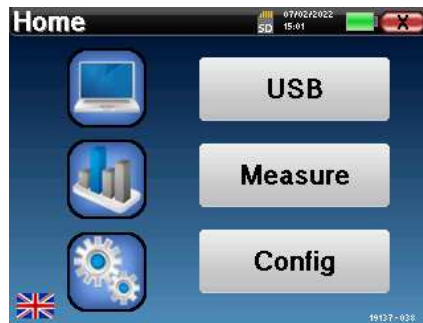 Home
SD
07/02/2022
15:01
X
USB
Measure
Config
19137-038